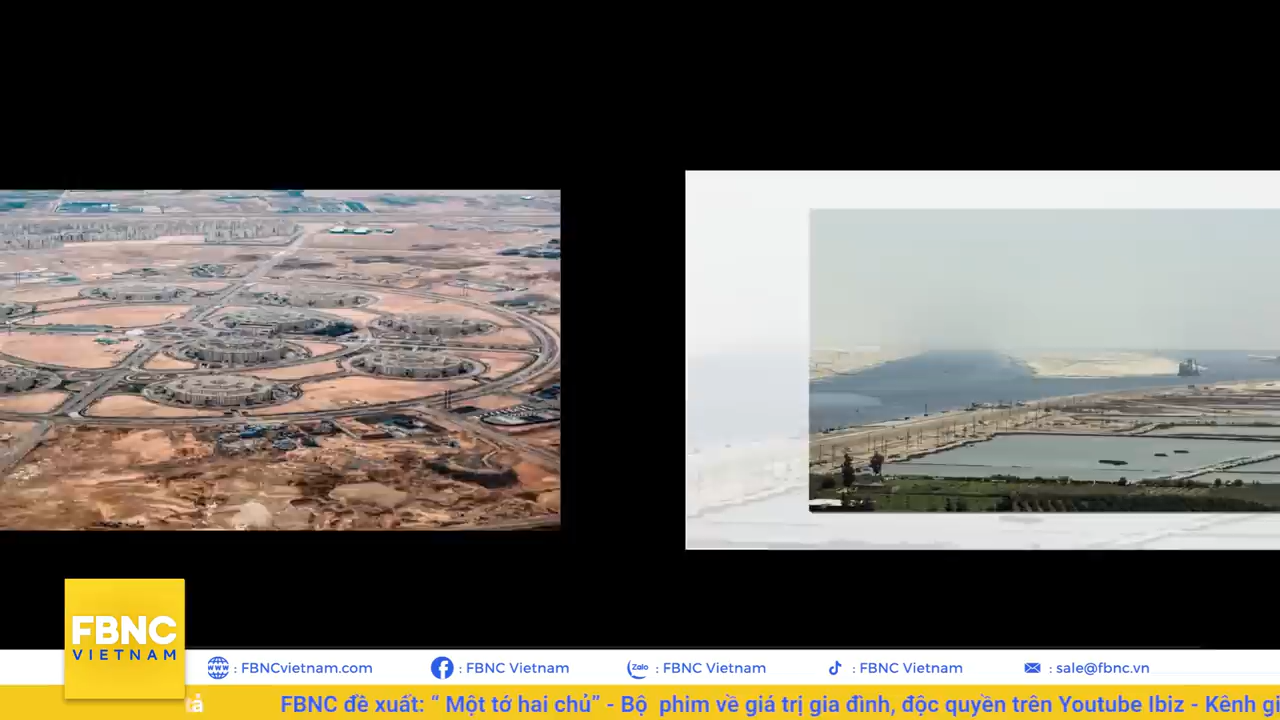 FBNC
VIETNAM
: FBNCvietnam.com
: FBNC Vietnam
Zalo : FBNC Vietnam
: FBNC Vietnam
: sale@fbnc.vn
FBNC đề xuất: “ Một tớ hai chủ” - Bộ phim về giá trị gia đình, độc quyền trên Youtube Ibiz - Kênh